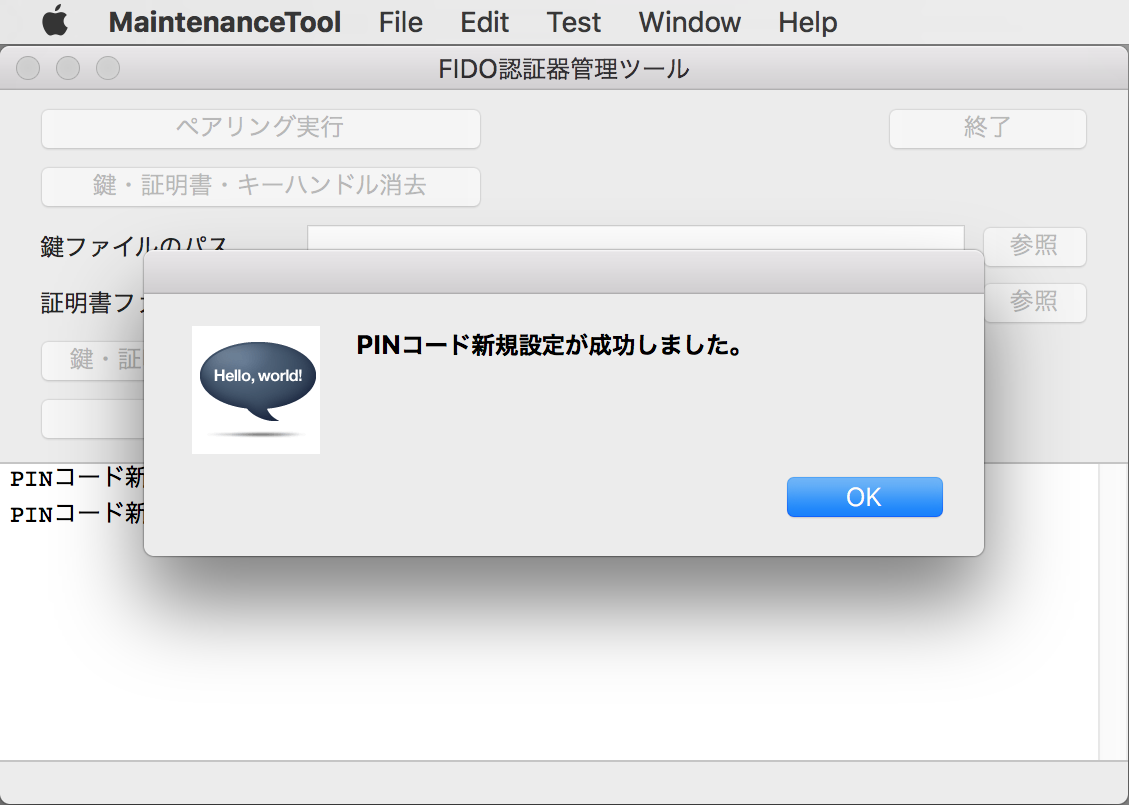 MaintenanceTool File Edit Test Window Help
FIDO認証器管理ツール
ペアリング実行
終了
鍵・証明書・キーハンドル消去
鍵ファイルのパス
参照
証明書ファ
参照
PINコード新規設定が成功しました。
Hello, world!
鍵・証
OK
PINコード新
PINコード新